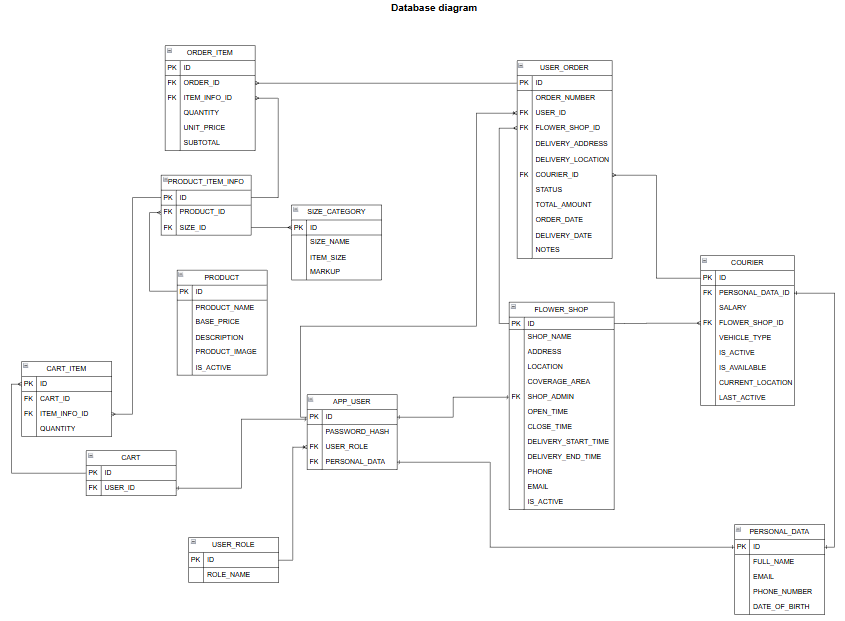 Database diagram
ORDER_ITEM
PK ID
FK ORDER_ID
FK ITEM_INFO_ID
QUANTITY
UNIT_PRICE
SUBTOTAL
USER_ORDER
PK ID
ORDER_NUMBER
FK USER_ID
FK FLOWER_SHOP_ID
DELIVERY_ADDRESS
DELIVERY_LOCATION
FK COURIER_ID
STATUS
TOTAL_AMOUNT
ORDER_DATE
DELIVERY_DATE
NOTES
PRODUCT_ITEM_INFO
PK ID
FK PRODUCT_ID
FK SIZE_ID
SIZE_CATEGORY
PK ID
SIZE_NAME
ITEM_SIZE
MARKUP
PRODUCT
PK ID
PRODUCT_NAME
BASE_PRICE
DESCRIPTION
PRODUCT_IMAGE
IS_ACTIVE
COURIER
PK ID
FK PERSONAL_DATA_ID
SALARY
FK FLOWER_SHOP_ID
VEHICLE_TYPE
IS_ACTIVE
IS_AVAILABLE
CURRENT_LOCATION
LAST_ACTIVE
FLOWER_SHOP
PK ID
SHOP_NAME
ADDRESS
LOCATION
COVERAGE_AREA
FK SHOP_ADMIN
OPEN_TIME
CLOSE_TIME
DELIVERY_START_TIME
DELIVERY_END_TIME
PHONE
EMAIL
IS_ACTIVE
CART_ITEM
PK ID
FK CART_ID
FK ITEM_INFO_ID
QUANTITY
APP_USER
PK ID
PASSWORD_HASH
FK USER_ROLE
FK PERSONAL_DATA
CART
PK ID
FK USER_ID
USER_ROLE
PK ID
ROLE_NAME
PERSONAL_DATA
PK ID
FULL_NAME
EMAIL
PHONE_NUMBER
DATE_OF_BIRTH